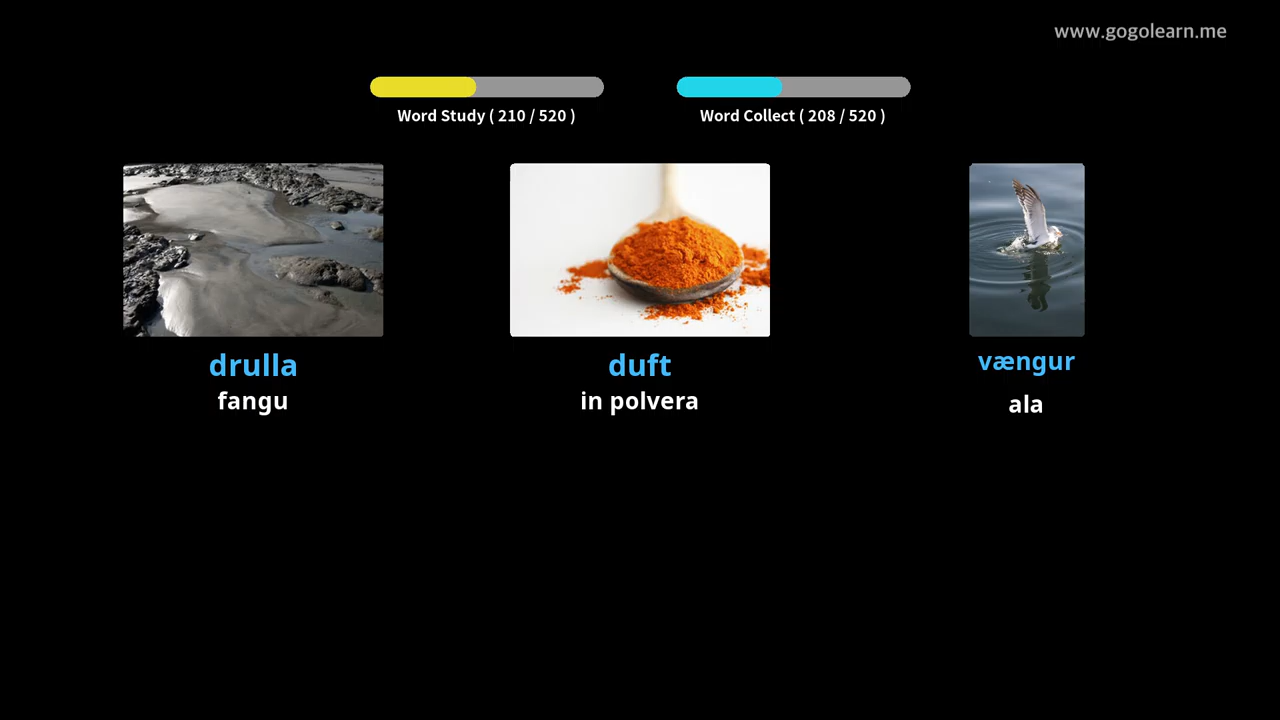 www.gogolearn.me
Word Study ( 210 / 520 )
Word Collect ( 208 / 520 )
drulla
fangu
duft
in polvera
vængur
ala